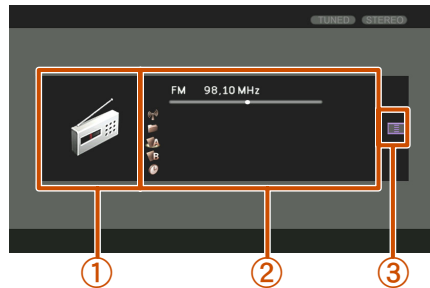 TUNED STEREO
FM 98,10 MHz
A
B
① ② ③